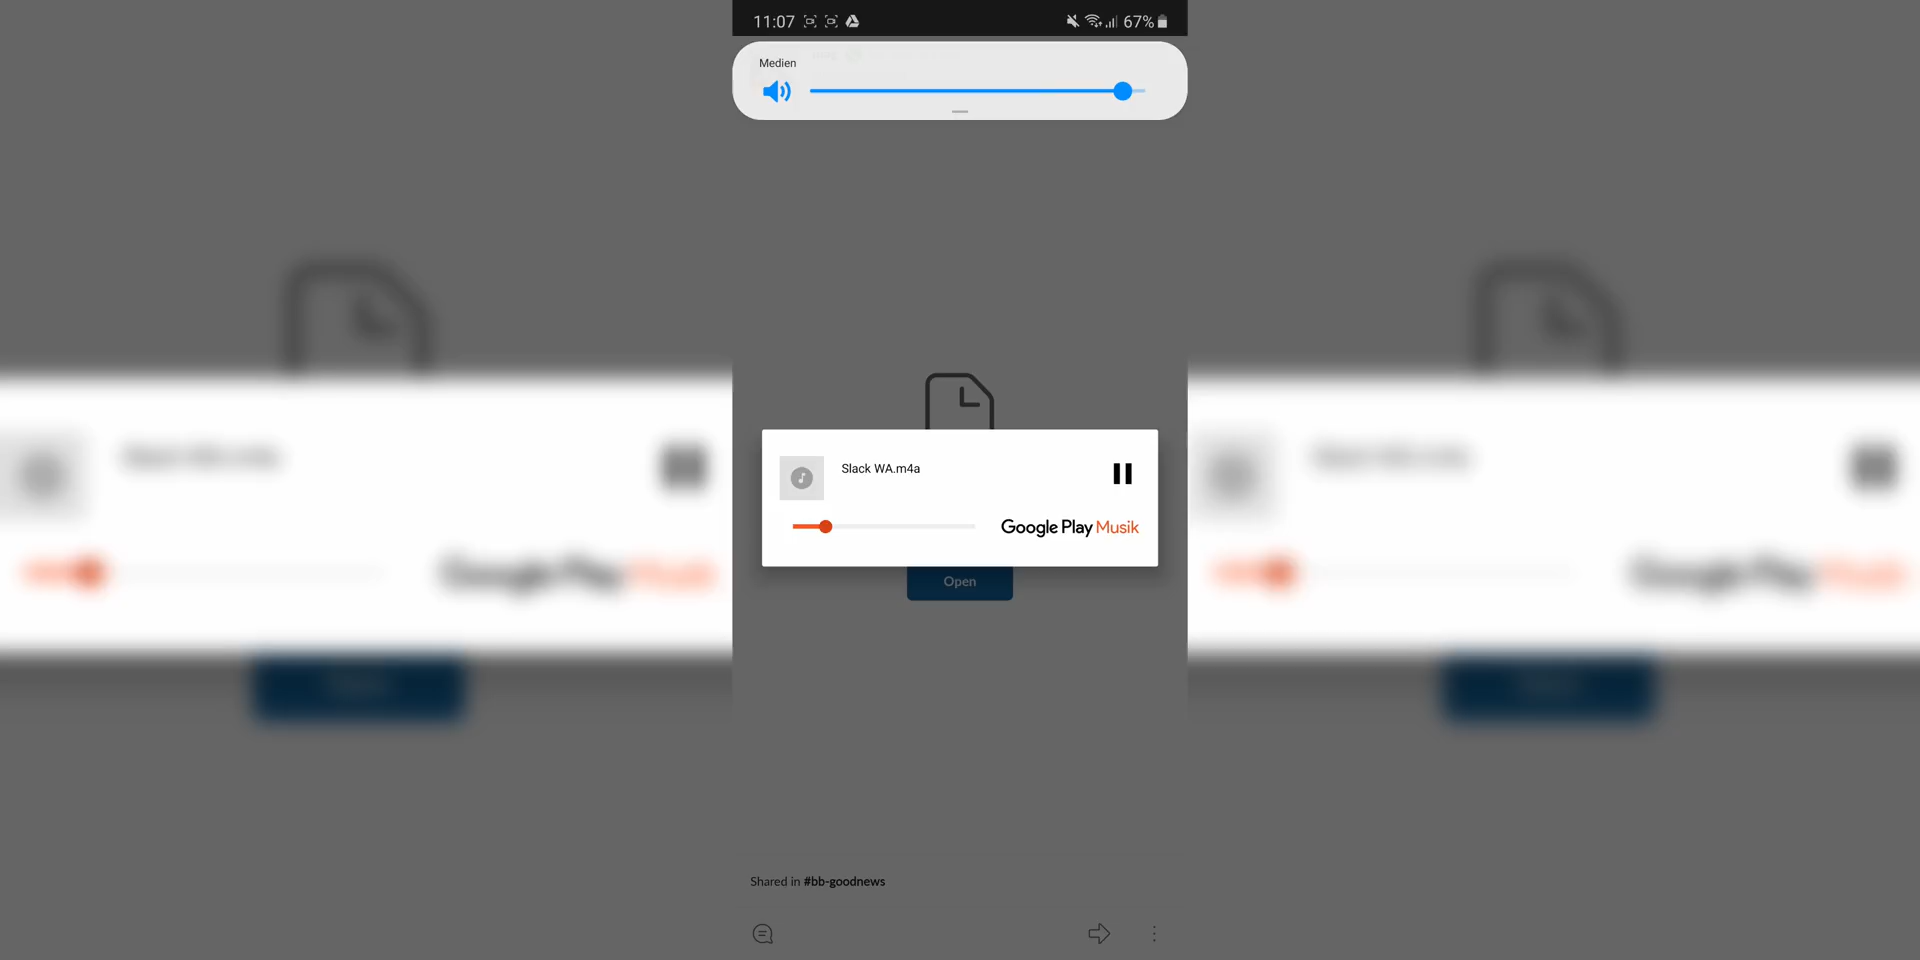 11:07
67%
Medien
Slack WA.m4a
Google Play Musik
Open
Shared in #bb-goodnews